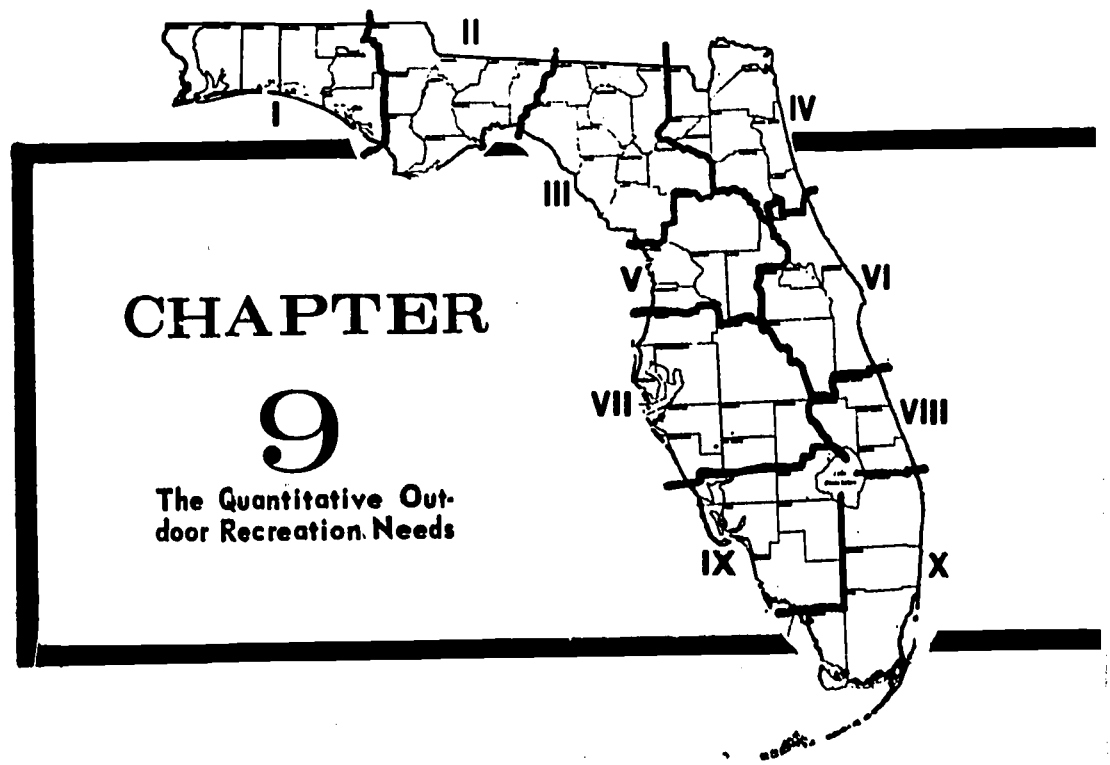 II
I
IV
III
V
VI
CHAPTER
9
The Quantitative Out-
door Recreation Needs
VII
VIII
IX
X